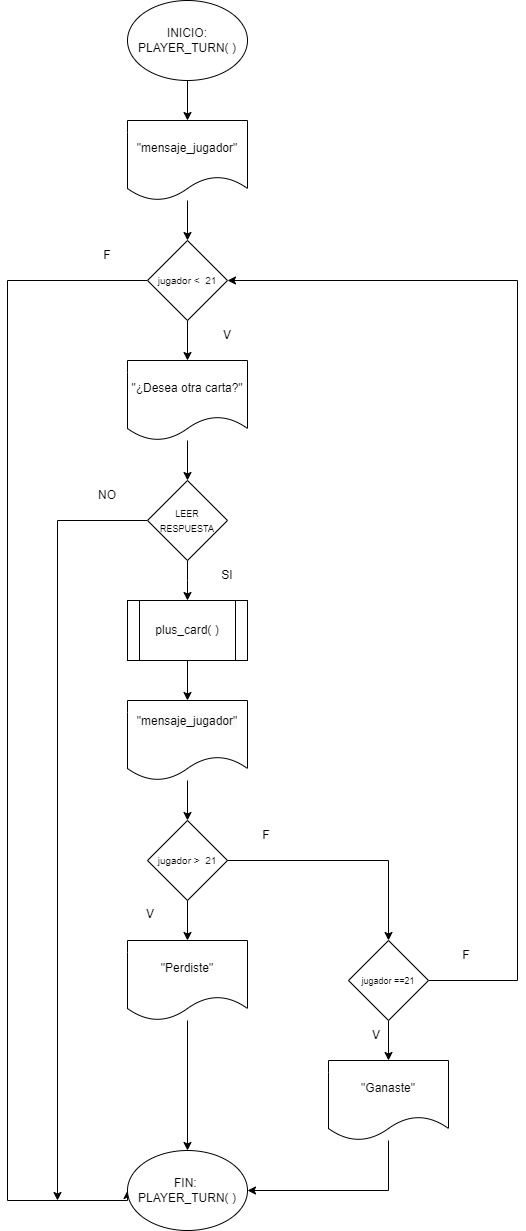 INICIO:
PLAYER_TURN( )
"mensaje_jugador"
F
jugador <  21
V
"¿Desea otra carta?"
NO
LEER
RESPUESTA
SI
plus_card( )
"mensaje_jugador"
F
jugador >  21
V
"Perdiste"
F
jugador ==21
V
"Ganaste"
FIN:
PLAYER_TURN( )